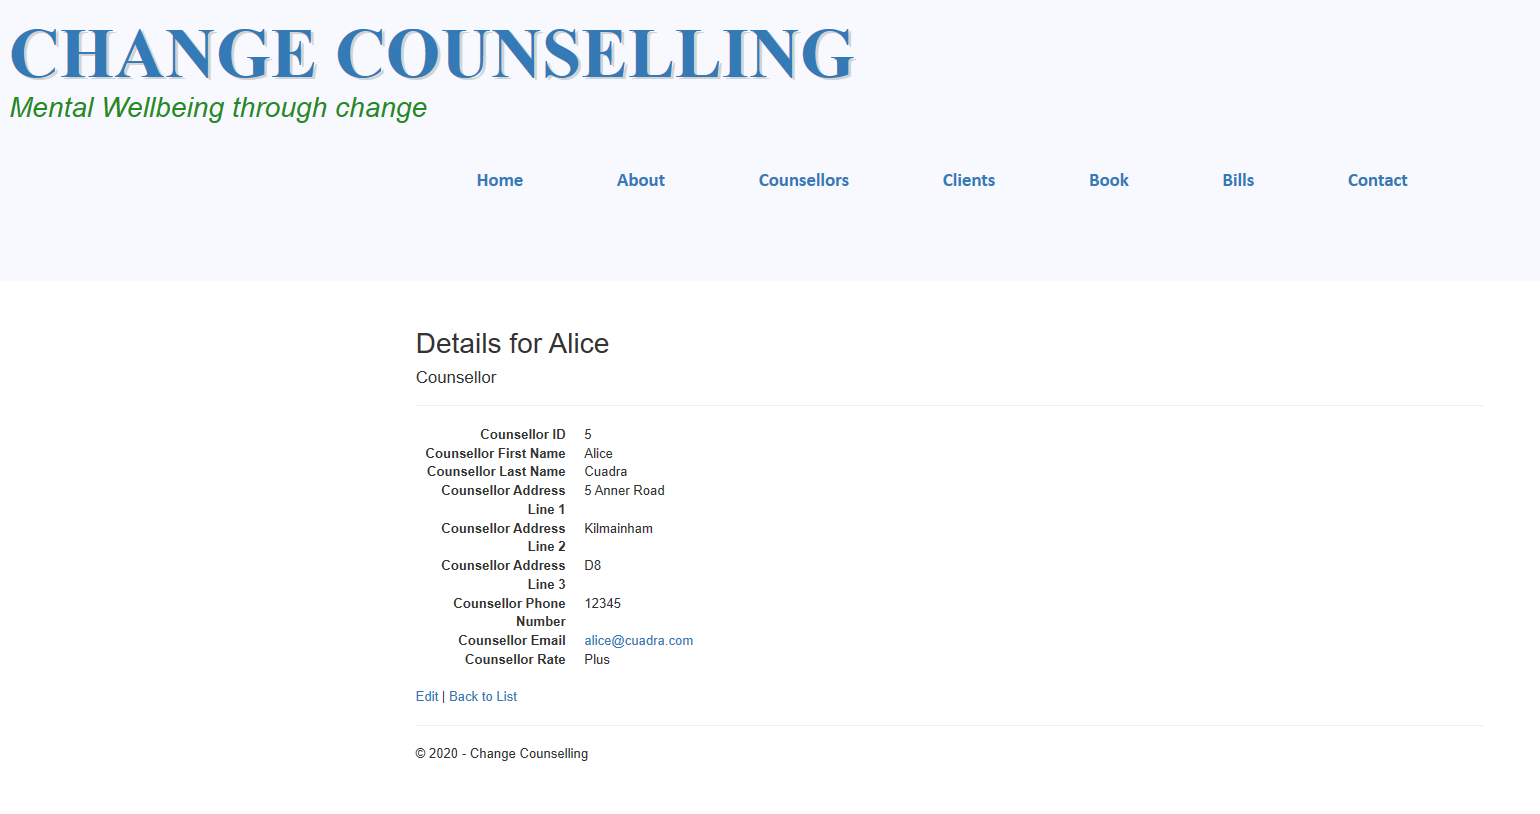 CHANGE COUNSELLING
Mental Wellbeing through change
Home About Counsellors Clients Book Bills Contact
Details for Alice
Counsellor
Counsellor ID 5
Counsellor First Name Alice
Counsellor Last Name Cuadra
Counsellor Address 5 Anner Road
Line 1
Counsellor Address Kilmainham
Line 2
Counsellor Address D8
Line 3
Counsellor Phone 12345
Number
Counsellor Email alice@cuadra.com
Counsellor Rate Plus
Edit | Back to List
© 2020 - Change Counselling